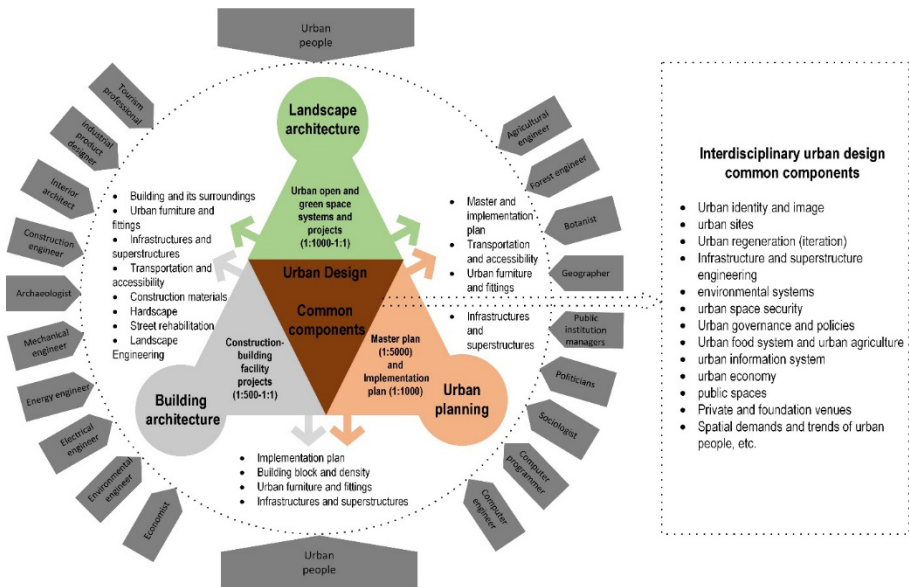 Urban
people
Tourism
professional
industrial
product
designer
Interior
architect
Construction
engineer
Archaeologist
Mechanical
engineer
Energy engineer
Electrical
engineer
Environmental
engineer
Economist
Landscape
architecture
Urban open and
green space
systems and
projects
(1:1000-1:1)
• Building and its surroundings
• Urban furniture and
fittings
• Infrastructures and
superstructures
• Transportation and
accessibility
• Construction materials
• Hardscape
• Street rehabilitation
• Landscape
Engineering
Urban Design
Common
components
Construction-
building
facility
projects
(1:500-1:1)
Building
architecture
Master plan
(1:5000)
and
Implementation
plan (1:1000)
Urban
planning
• Master and
implementation
plan
• Transportation and
accessibility
• Urban furniture
and fittings
• Infrastructures
and
superstructures
• Implementation plan
• Building block and density
• Urban furniture and fittings
• Infrastructures and superstructures
Agricultural
engineer
Forest engineer
Botanist
Geographer
Public
institution
managers
Politicians
Sociologist
Computer
programmer
Computer
engineer
Urban
people
Interdisciplinary urban design
common components
• Urban identity and image
• urban sites
• Urban regeneration (iteration)
• Infrastructure and superstructure
engineering
• environmental systems
• urban space security
• Urban governance and policies
• Urban food system and urban agriculture
• urban information system
• urban economy
• public spaces
• Private and foundation venues
• Spatial demands and trends of urban
people, etc.